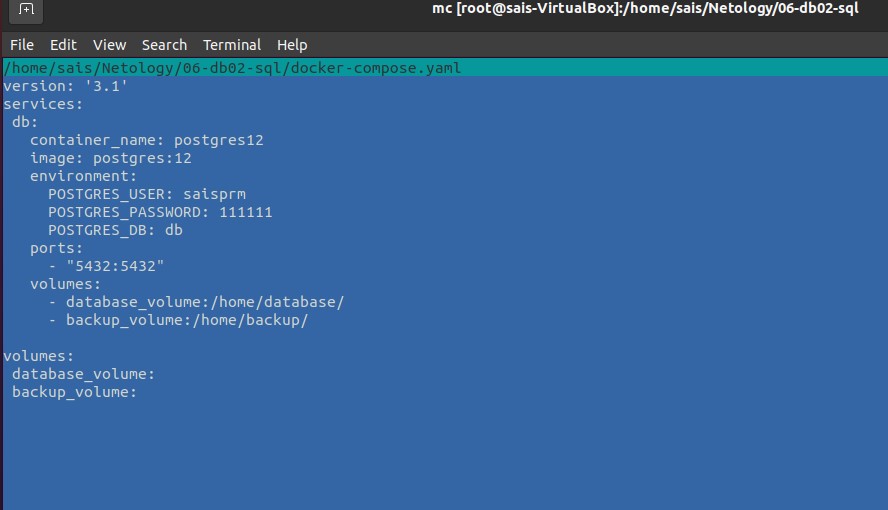 mc [root@sais-VirtualBox]:/home/sais/Netology/06-db02-sql
File Edit View Search Terminal Help
/home/sais/Netology/06-db02-sql/docker-compose.yaml
version: '3.1'
services:
 db:
   container_name: postgres12
   image: postgres:12
   environment:
     POSTGRES_USER: saisprm
     POSTGRES_PASSWORD: 111111
     POSTGRES_DB: db
   ports:
     - "5432:5432"
   volumes:
     - database_volume:/home/database/
     - backup_volume:/home/backup/

volumes:
 database_volume:
 backup_volume: